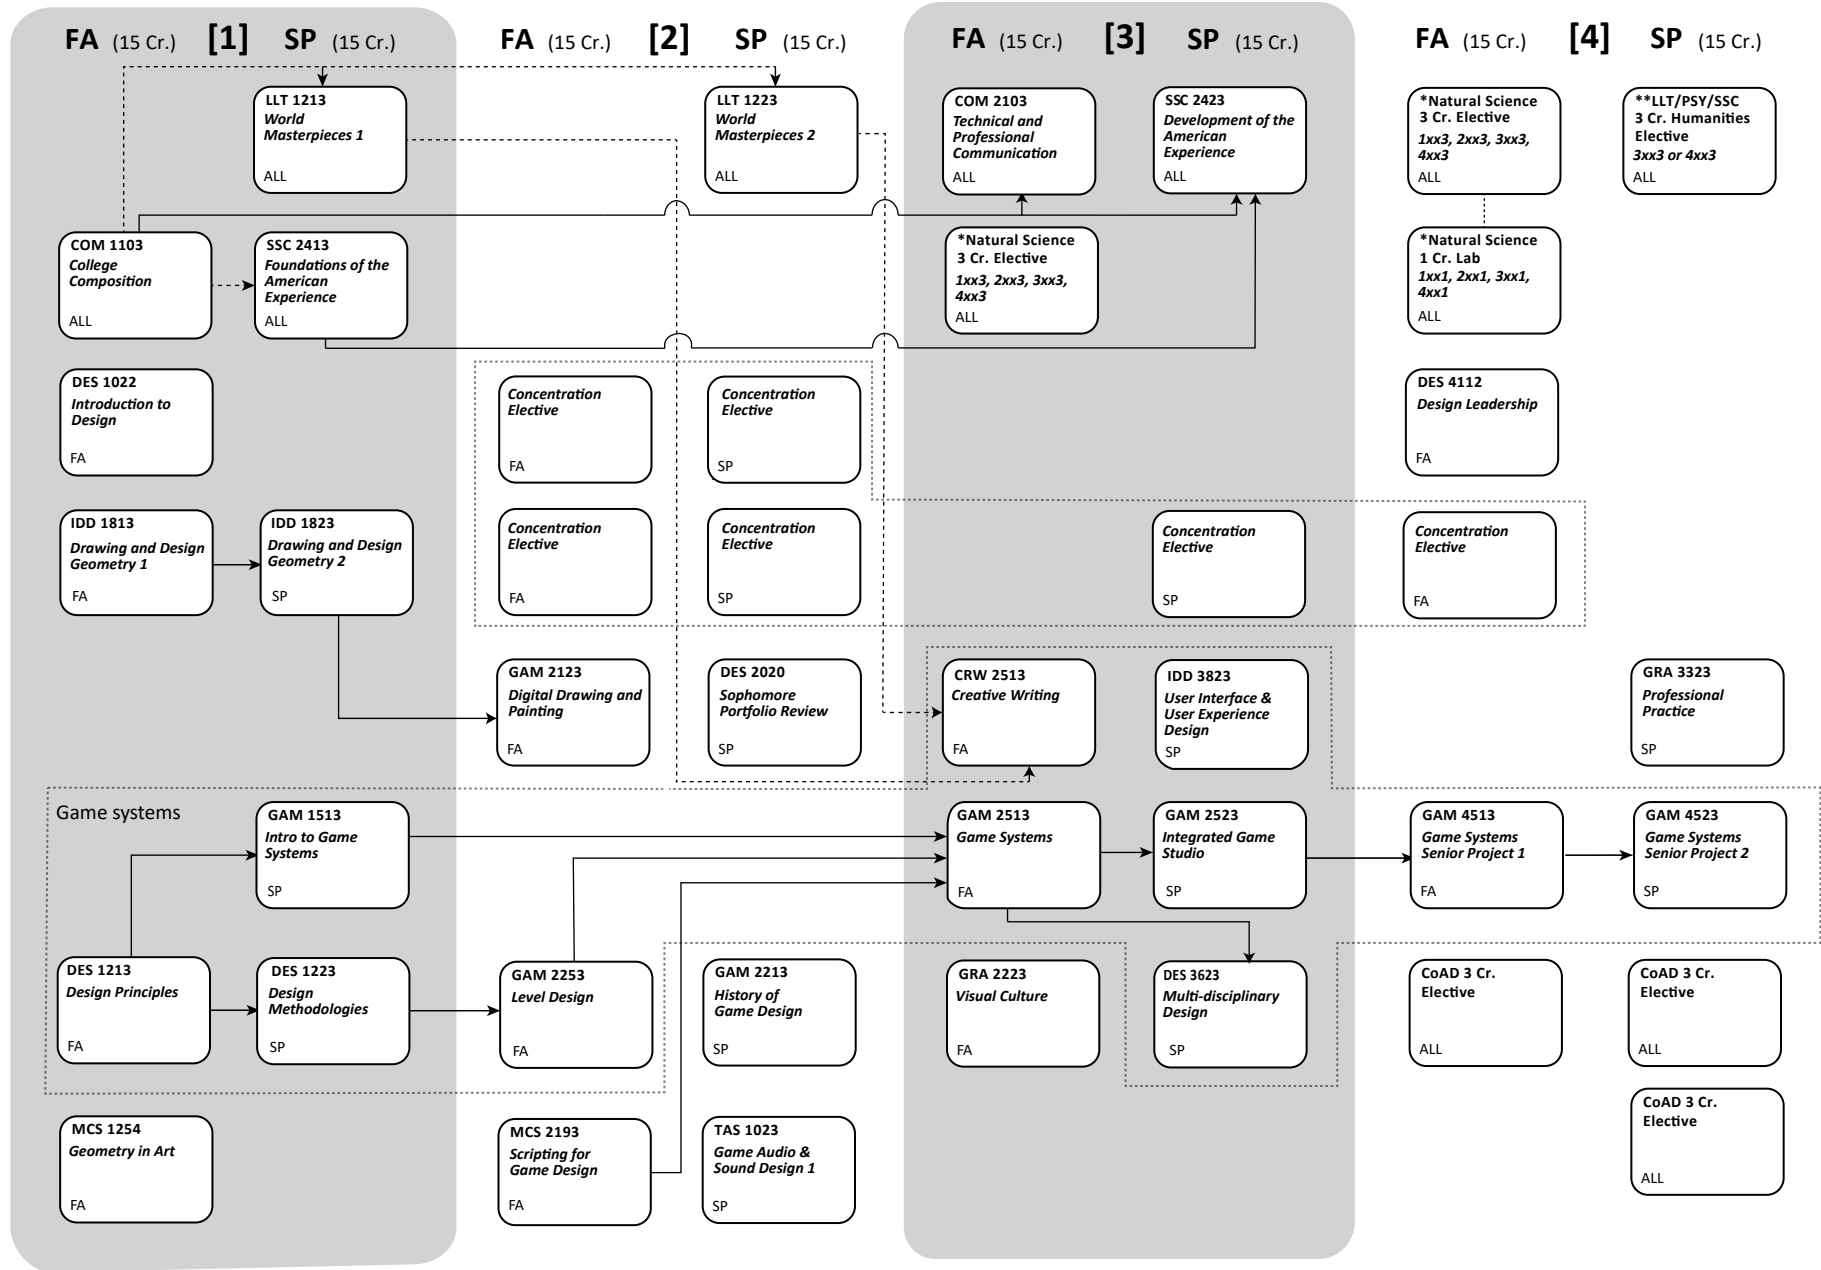 FA (15 Cr.) [1] SP (15 Cr.) FA (15 Cr.) [2] SP (15 Cr.) FA (15 Cr.) [3] SP (15 Cr.) FA (15 Cr.) [4] SP (15 Cr.)
LLT 1213
World
Masterpieces 1
ALL
LLT 1223
World
Masterpieces 2
ALL
COM 2103
Technical and
Professional
Communication
ALL
SSC 2423
Development of the
American
Experience
ALL
*Natural Science
3 Cr. Elective
1xx3, 2xx3, 3xx3,
4xx3
ALL
**LLT/PSY/SSC
3 Cr. Humanities
Elective
3xx3 or 4xx3
ALL
COM 1103
College
Composition
ALL
SSC 2413
Foundations of the
American
Experience
ALL
*Natural Science
3 Cr. Elective
1xx3, 2xx3, 3xx3,
4xx3
ALL
*Natural Science
1 Cr. Lab
1xx1, 2xx1, 3xx1,
4xx1
ALL
DES 1022
Introduction to
Design
FA
Concentration
Elective
FA
Concentration
Elective
SP
DES 4112
Design Leadership
FA
IDD 1813
Drawing and Design
Geometry 1
FA
IDD 1823
Drawing and Design
Geometry 2
SP
Concentration
Elective
FA
Concentration
Elective
SP
Concentration
Elective
SP
Concentration
Elective
FA
GAM 2123
Digital Drawing and
Painting
FA
DES 2020
Sophomore
Portfolio Review
SP
CRW 2513
Creative Writing
FA
IDD 3823
User Interface &
User Experience
Design
SP
GRA 3323
Professional
Practice
SP
Game systems
GAM 1513
Intro to Game
Systems
SP
GAM 2513
Game Systems
FA
GAM 2523
Integrated Game
Studio
SP
GAM 4513
Game Systems
Senior Project 1
FA
GAM 4523
Game Systems
Senior Project 2
SP
DES 1213
Design Principles
FA
DES 1223
Design
Methodologies
SP
GAM 2253
Level Design
FA
GAM 2213
History of
Game Design
SP
GRA 2223
Visual Culture
FA
DES 3623
Multi-disciplinary
Design
SP
CoAD 3 Cr.
Elective
ALL
CoAD 3 Cr.
Elective
ALL
MCS 1254
Geometry in Art
FA
MCS 2193
Scripting for
Game Design
FA
TAS 1023
Game Audio &
Sound Design 1
SP
CoAD 3 Cr.
Elective
ALL